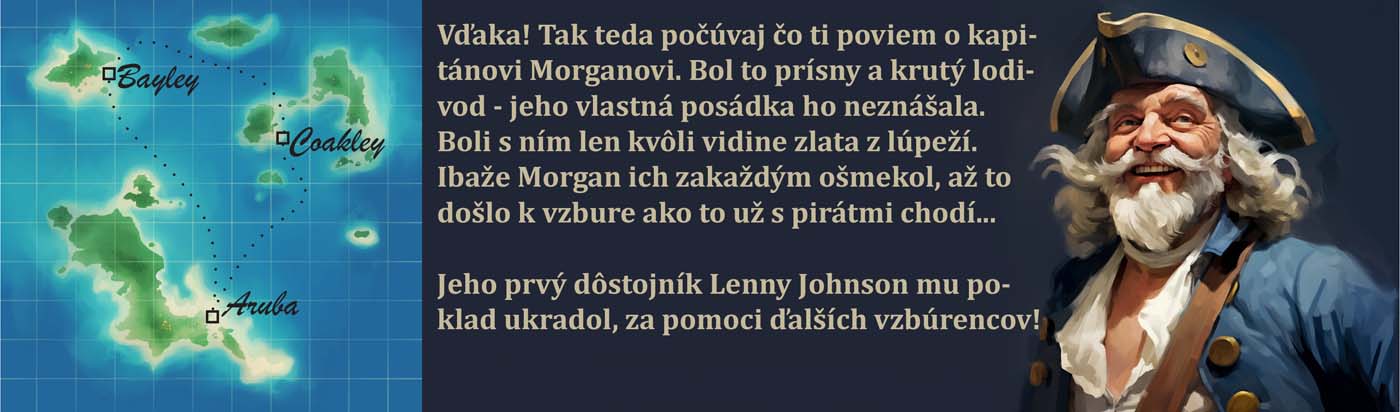 Bayley
Coakley
Aruba
Vďaka! Tak teda počúvaj čo ti poviem o kapi-
tánovi Morganovi. Bol to prísny a krutý lodi-
vod - jeho vlastná posádka ho neznášala.
Boli s ním len kvôli vidine zlata z lúpeží.
Ibaže Morgan ich zakaždým ošmekol, až to
došlo k vzbure ako to už s pirátmi chodí...
Jeho prvý dôstojník Lenny Johnson mu po-
klad ukradol, za pomoci ďalších vzbúrencov!